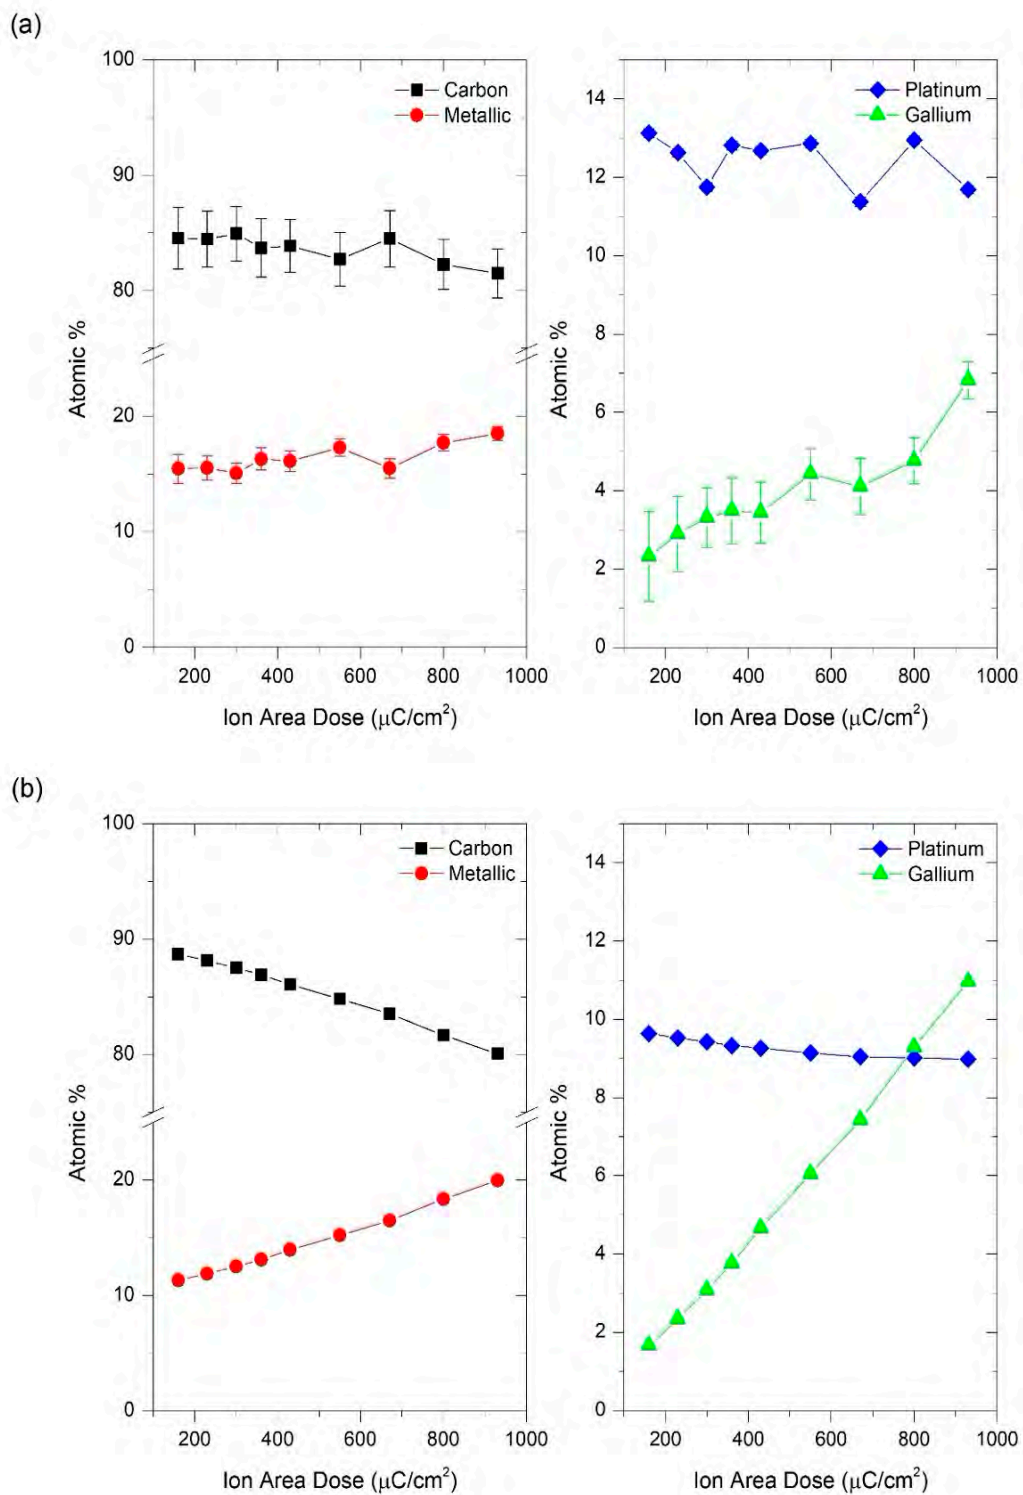 (a)
100
90
80
20
10
0
Atomic %
Carbon
Metallic
200 400 600 800 1000
Ion Area Dose (μC/cm²)
14
12
10
8
6
4
2
0
Atomic %
Platinum
Gallium
200 400 600 800 1000
Ion Area Dose (μC/cm²)
(b)
100
90
80
20
10
0
Atomic %
Carbon
Metallic
200 400 600 800 1000
Ion Area Dose (μC/cm²)
14
12
10
8
6
4
2
0
Atomic %
Platinum
Gallium
200 400 600 800 1000
Ion Area Dose (μC/cm²)